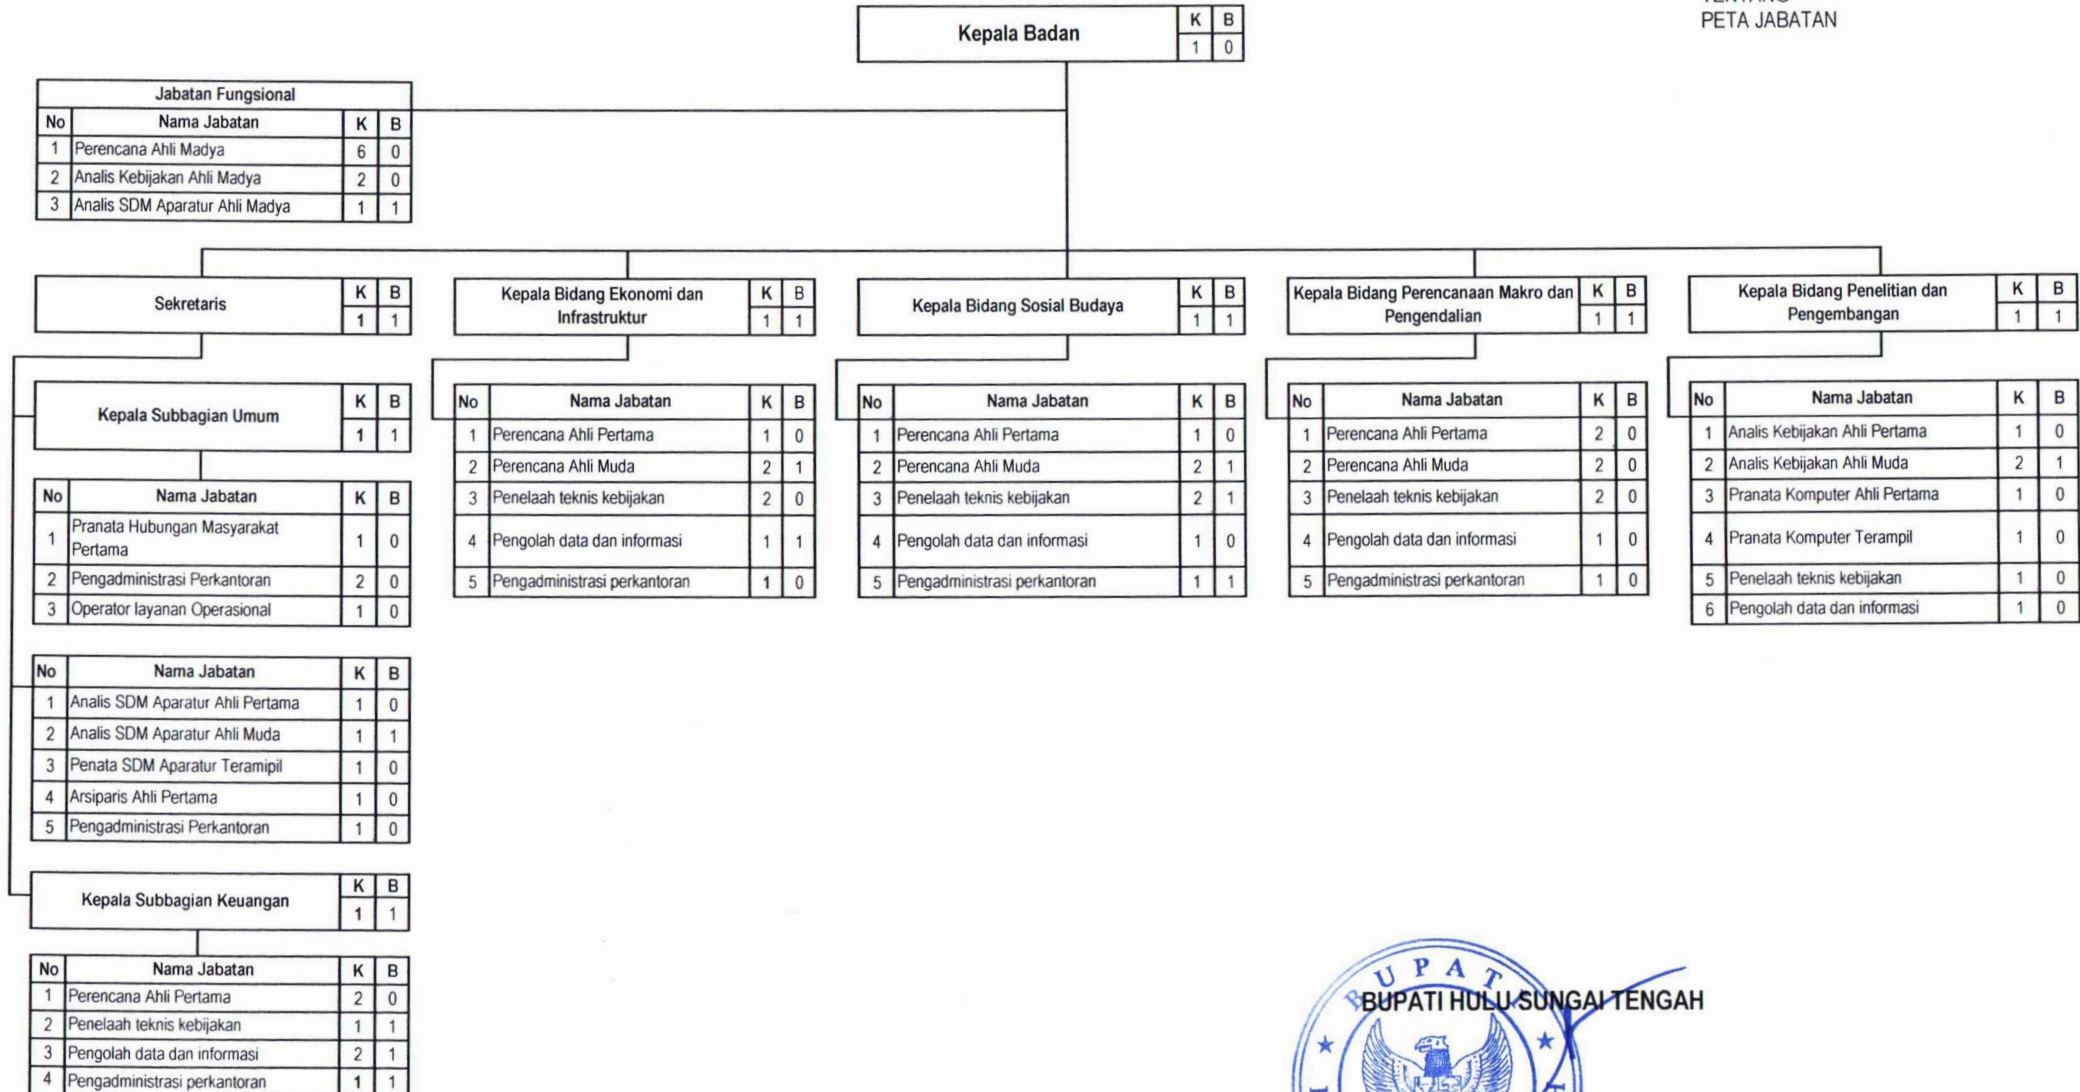 PETA JABATAN
Kepala Badan K B
1 0
Jabatan Fungsional
No Nama Jabatan K B
1 Perencana Ahli Madya 6 0
2 Analis Kebijakan Ahli Madya 2 0
3 Analis SDM Aparatur Ahli Madya 1 1
Sekretaris K B
1 1
Kepala Bidang Ekonomi dan K B
Infrastruktur 1 1
Kepala Bidang Sosial Budaya K B
1 1
Kepala Bidang Perencanaan Makro dan K B
Pengendalian 1 1
Kepala Bidang Penelitian dan K B
Pengembangan 1 1
Kepala Subbagian Umum K B
1 1
No Nama Jabatan K B
1 Pranata Hubungan Masyarakat
Pertama 1 0
2 Pengadministrasi Perkantoran 2 0
3 Operator layanan Operasional 1 0
No Nama Jabatan K B
1 Analis SDM Aparatur Ahli Pertama 1 0
2 Analis SDM Aparatur Ahli Muda 1 1
3 Penata SDM Aparatur Teramipil 1 0
4 Arsiparis Ahli Pertama 1 0
5 Pengadministrasi Perkantoran 1 0
Kepala Subbagian Keuangan K B
1 1
No Nama Jabatan K B
1 Perencana Ahli Pertama 2 0
2 Penelaah teknis kebijakan 1 1
3 Pengolah data dan informasi 2 1
4 Pengadministrasi perkantoran 1 1
No Nama Jabatan K B
1 Perencana Ahli Pertama 1 0
2 Perencana Ahli Muda 2 1
3 Penelaah teknis kebijakan 2 0
4 Pengolah data dan informasi 1 1
5 Pengadministrasi perkantoran 1 0
No Nama Jabatan K B
1 Perencana Ahli Pertama 1 0
2 Perencana Ahli Muda 2 1
3 Penelaah teknis kebijakan 2 1
4 Pengolah data dan informasi 1 0
5 Pengadministrasi perkantoran 1 1
No Nama Jabatan K B
1 Perencana Ahli Pertama 2 0
2 Perencana Ahli Muda 2 0
3 Penelaah teknis kebijakan 2 0
4 Pengolah data dan informasi 1 0
5 Pengadministrasi perkantoran 1 0
No Nama Jabatan K B
1 Analis Kebijakan Ahli Pertama 1 0
2 Analis Kebijakan Ahli Muda 2 1
3 Pranata Komputer Ahli Pertama 1 0
4 Pranata Komputer Terampil 1 0
5 Penelaah teknis kebijakan 1 0
6 Pengolah data dan informasi 1 0
BUPATI
BUPATI HULU SUNGAI TENGAH